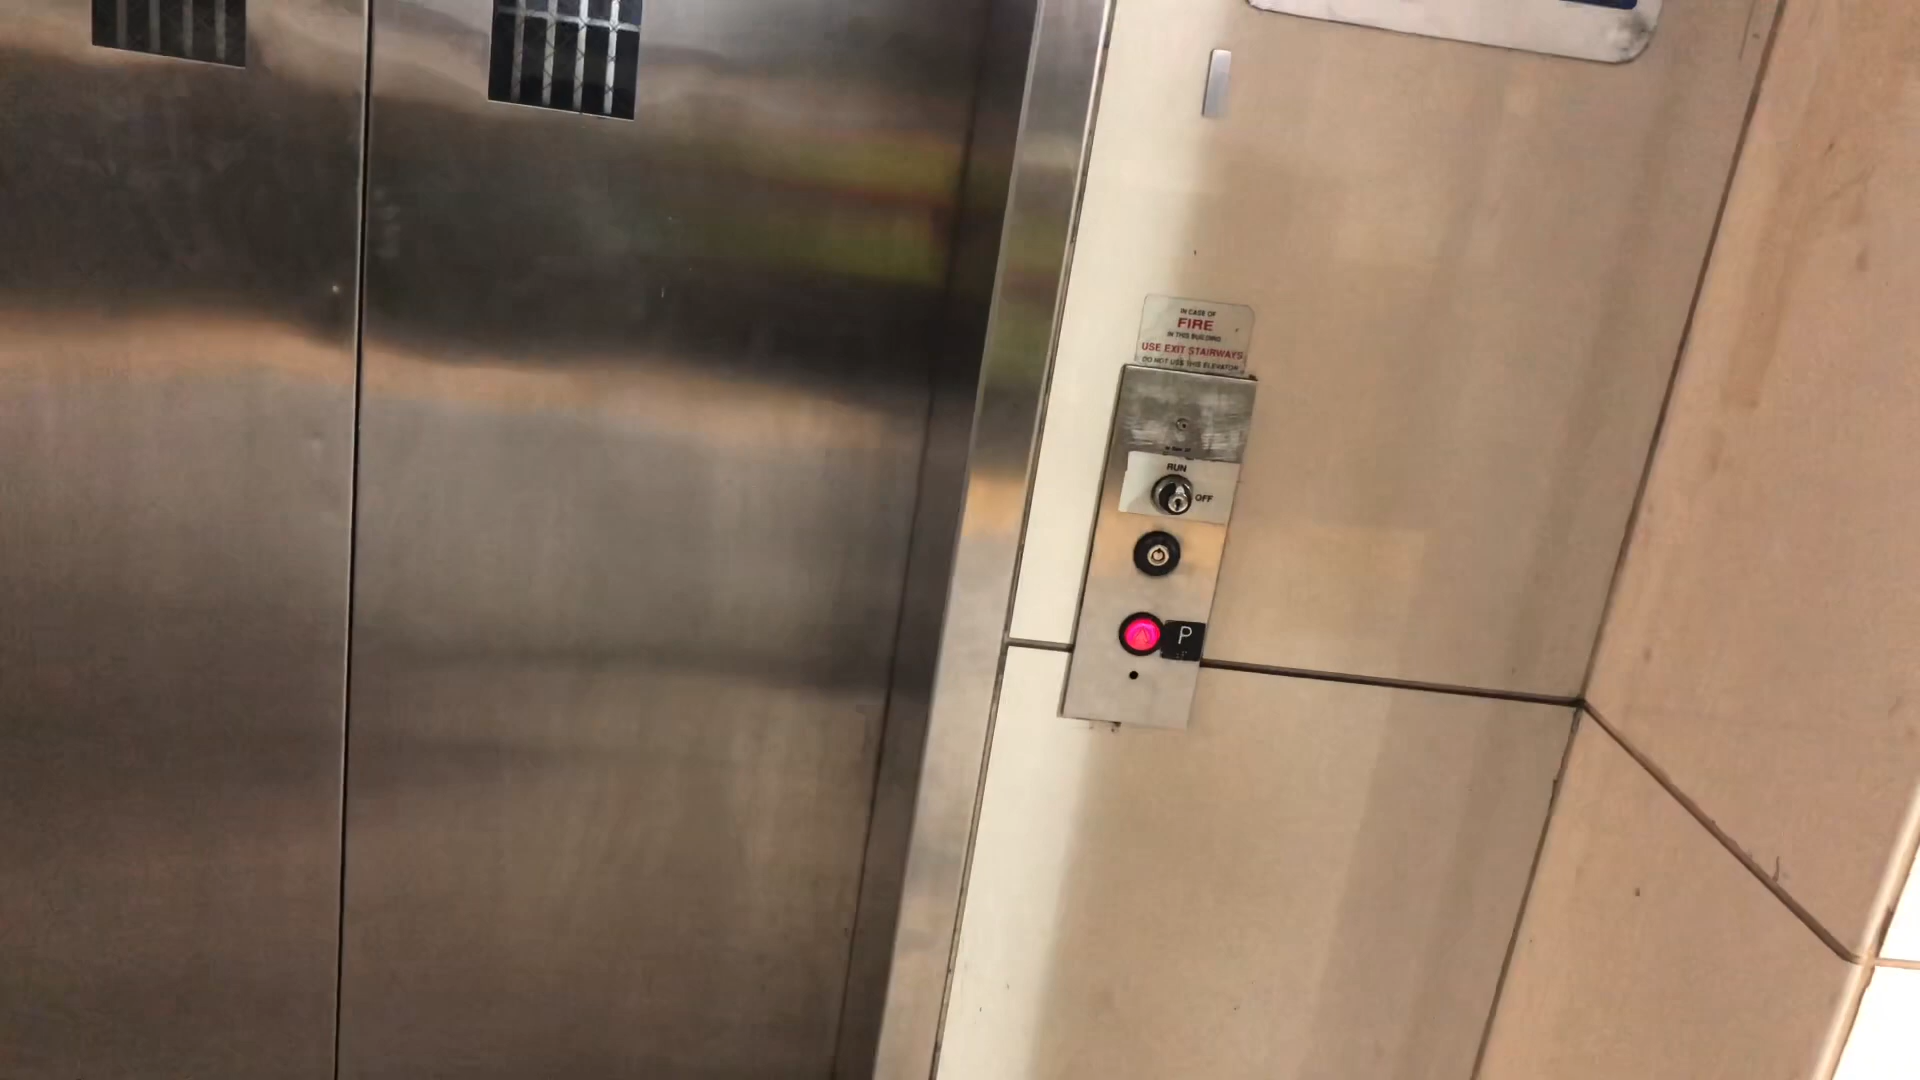 IN CASE OF
FIRE
IN THIS BUILDING
USE EXIT STAIRWAYS
DO NOT USE THIS ELEVATOR
RUN
OFF
P